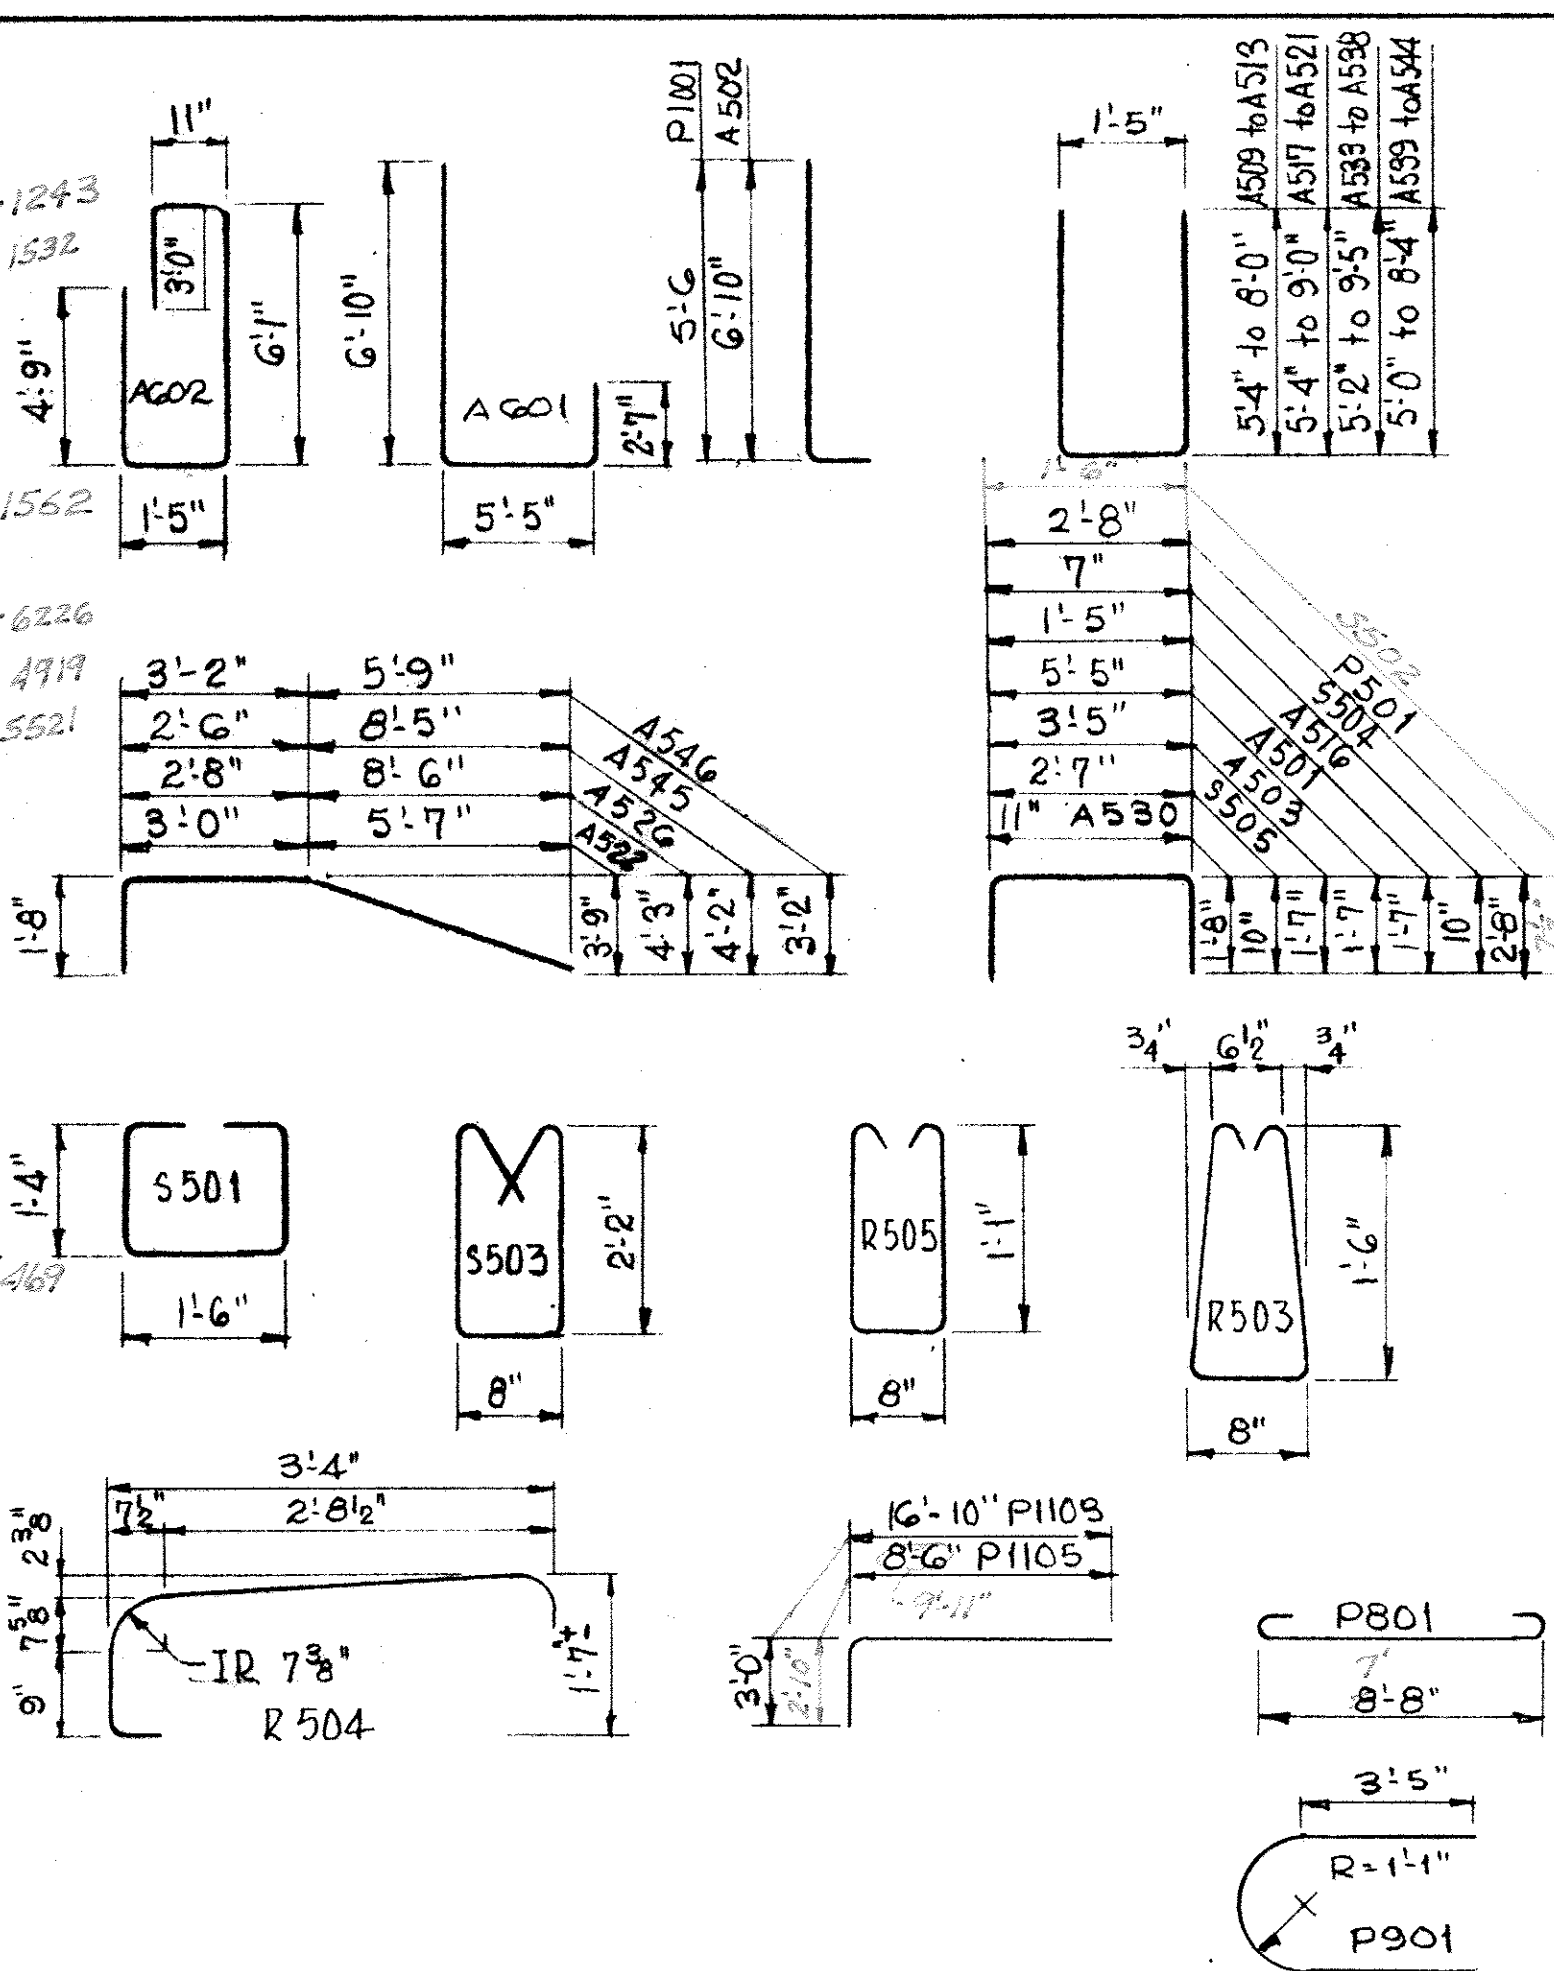 11"
1243
1532
3'-0"
4'-9"
A602
6'-1"
1'-5"
1562
6'-10"
A601
2'-7"
5'-5"
P1001
A502
5'-6
6'-10"
1'-5"
A509 to A513
A517 to A521
A533 to A538
A539 to A544
5'-4" to 8'-0"
5'-4" to 9'-0"
5'-2" to 9'-5"
5'-0" to 8'-4"
6226
4919
5521
3'-2" 5'-9"
2'-6" 8'-5"
2'-8" 8'-6"
3'-0" 5'-7"
A546
A545
A526
A522
1'-8"
3'-9"
4'-3"
4'-2"
3'-2"
1'-6"
2'-8"
7"
1'-5"
5'-5"
3'-5"
2'-7"
11" A530
S502
P501
S504
A516
A501
A503
S505
1'-8"
10"
1'-7"
1'-7"
1'-7"
10"
2'-8"
1'-4"
S501
1'-6"
469
S503
2'-2"
8"
R505
1'-1"
8"
3/4" 6 1/2" 3/4"
R503
1'-6"
8"
3'-4"
7 1/2" 2'-8 1/2"
2 3/8"
7 5/8"
9"
IR 7 3/8"
R504
1'-7"±
16'-10" P1103
8'-6" P1105
9'-11"
3'-0"
2'-10"
P801
7'
8'-8"
3'-5"
R=1'-1"
P901